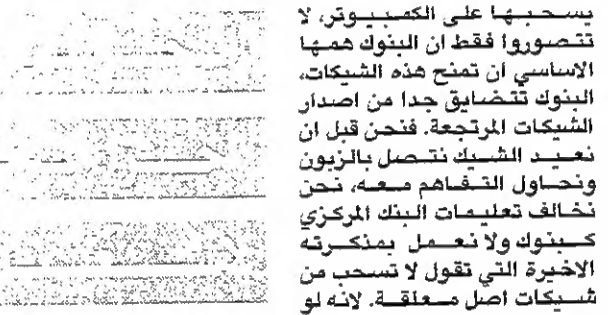 يسحبها على الكمبيوتر، لا
تتصوروا فقط ان البنوك همها
الاساسي ان تمنح هذه الشيكات،
البنوك تتضايق جدا من اصدار
الشيكات المرتجعة. فنحن قبل ان
نعيد الشيك نتصل بالزبون
ونحاول التفاهم معه، نحن
نخالف تعليمات البنك المركزي
كبنوك ولا نعمل بمذكرته
الاخيرة التي تقول لا تسحب من
شيكات اصل معلقة. لانه لو